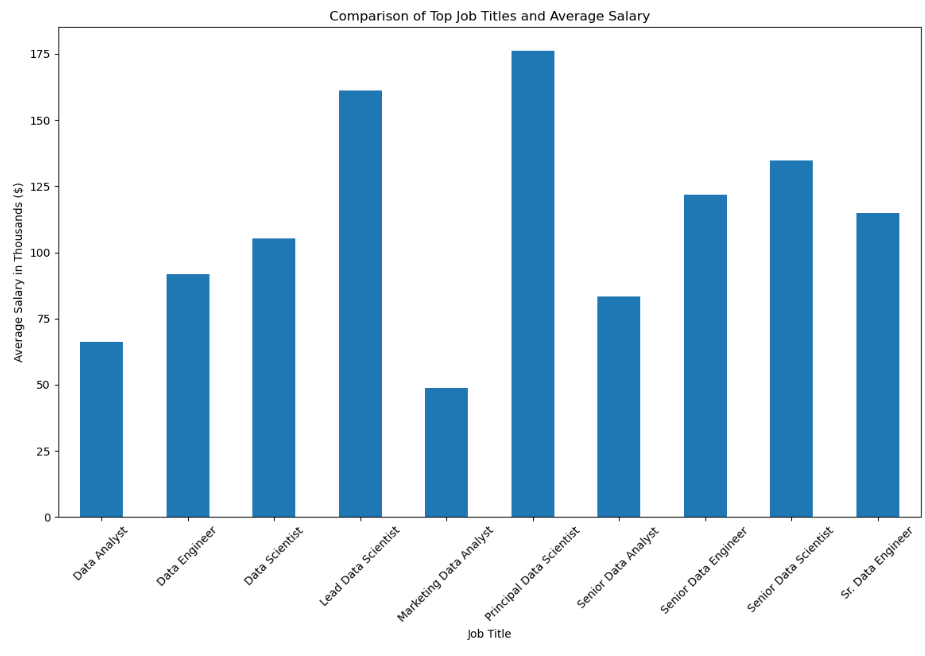 Comparison of Top Job Titles and Average Salary
Average Salary in Thousands ($)
175
150
125
100
75
50
25
0
Data Analyst
Data Engineer
Data Scientist
Lead Data Scientist
Marketing Data Analyst
Principal Data Scientist
Senior Data Analyst
Senior Data Engineer
Senior Data Scientist
Sr. Data Engineer
Job Title